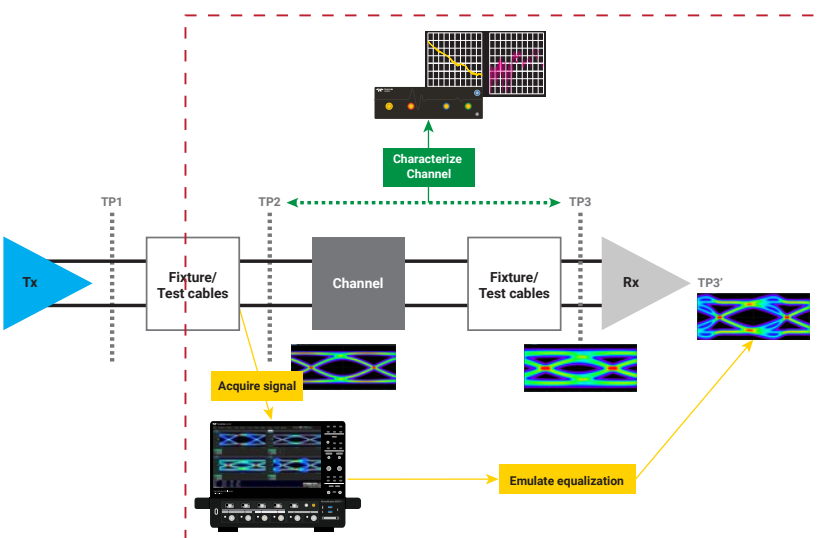 Characterize
Channel
TP1
TP2
TP3
Tx
Fixture/
Test cables
Channel
Fixture/
Test cables
Rx
TP3’
Acquire signal
Emulate equalization